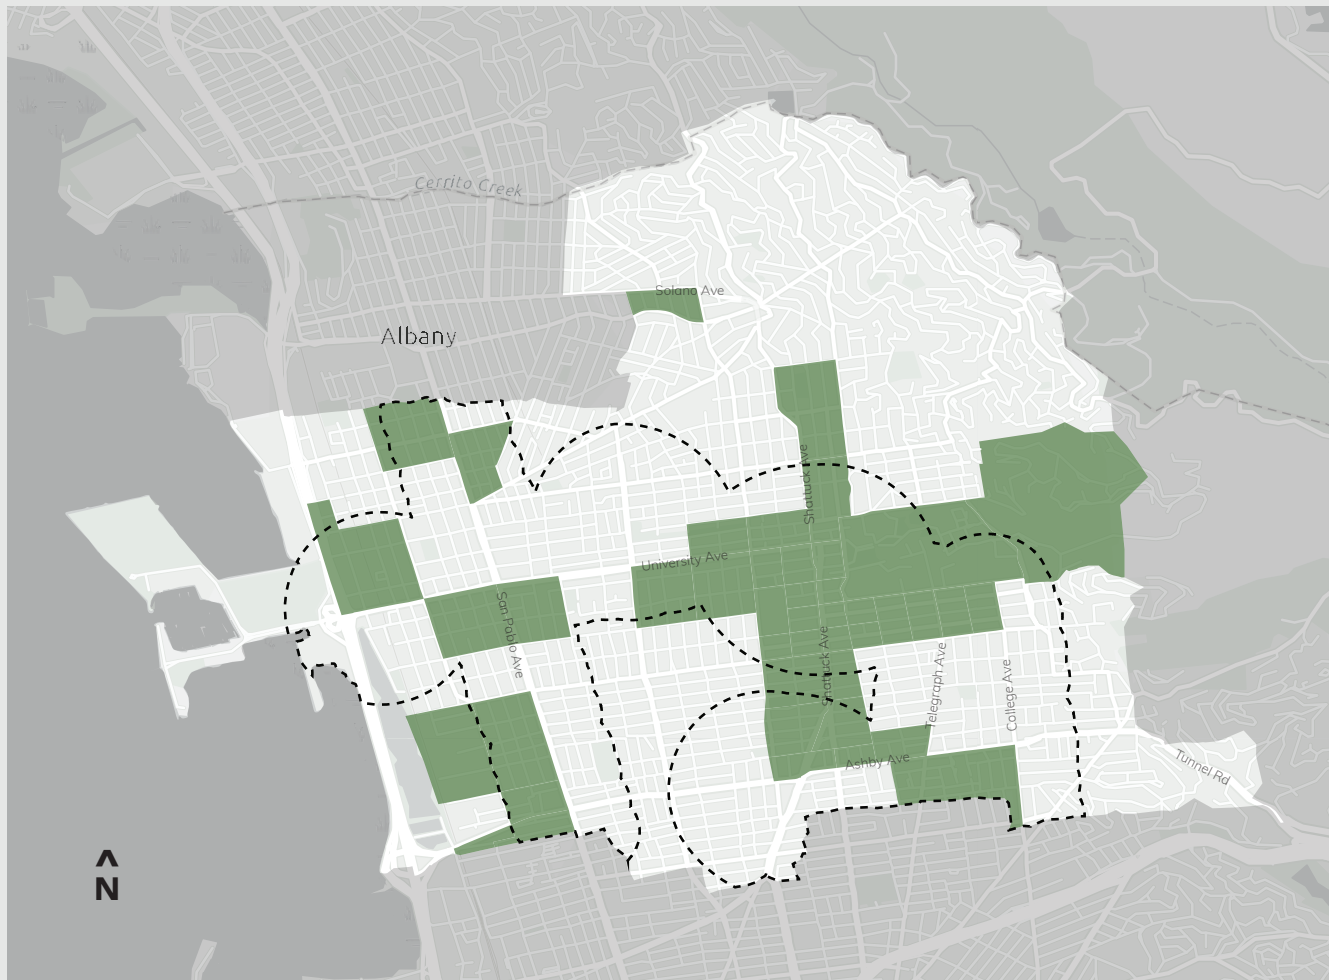 Cerrito Creek
Solano Ave
Albany
Shattuck Ave
University Ave
San Pablo Ave
Shattuck Ave
Telegraph Ave
College Ave
Ashby Ave
Tunnel Rd
N